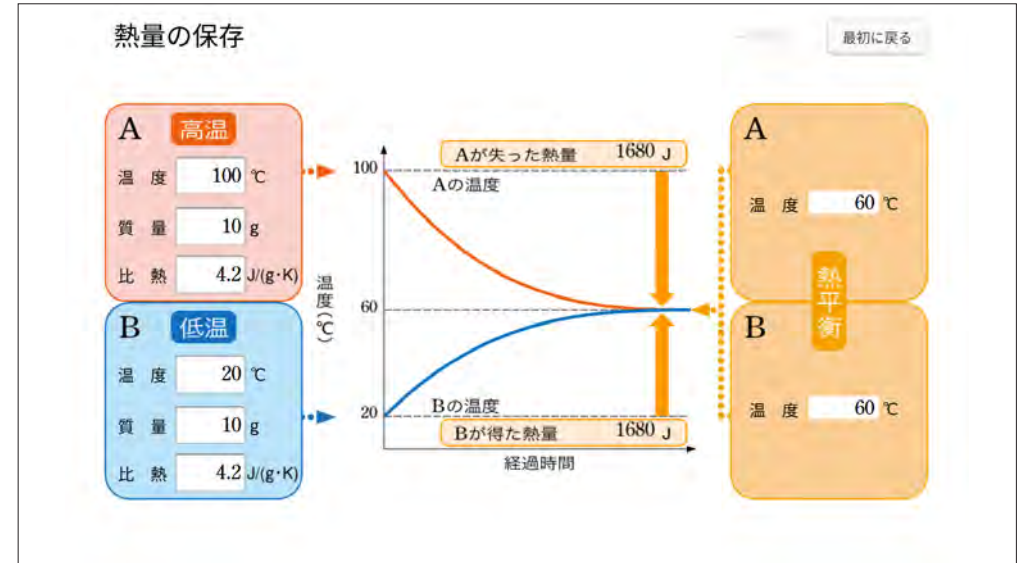 熱量の保存
最初に戻る
A 高温
温 度 100 ℃
質 量 10 g
比 熱 4.2 J/(g･K)
B 低温
温 度 20 ℃
質 量 10 g
比 熱 4.2 J/(g･K)
温度(℃)
100
60
20
Aが失った熱量 1680 J
Aの温度
Bの温度
Bが得た熱量 1680 J
経過時間
A
温 度 60 ℃
熱平衡
B
温 度 60 ℃